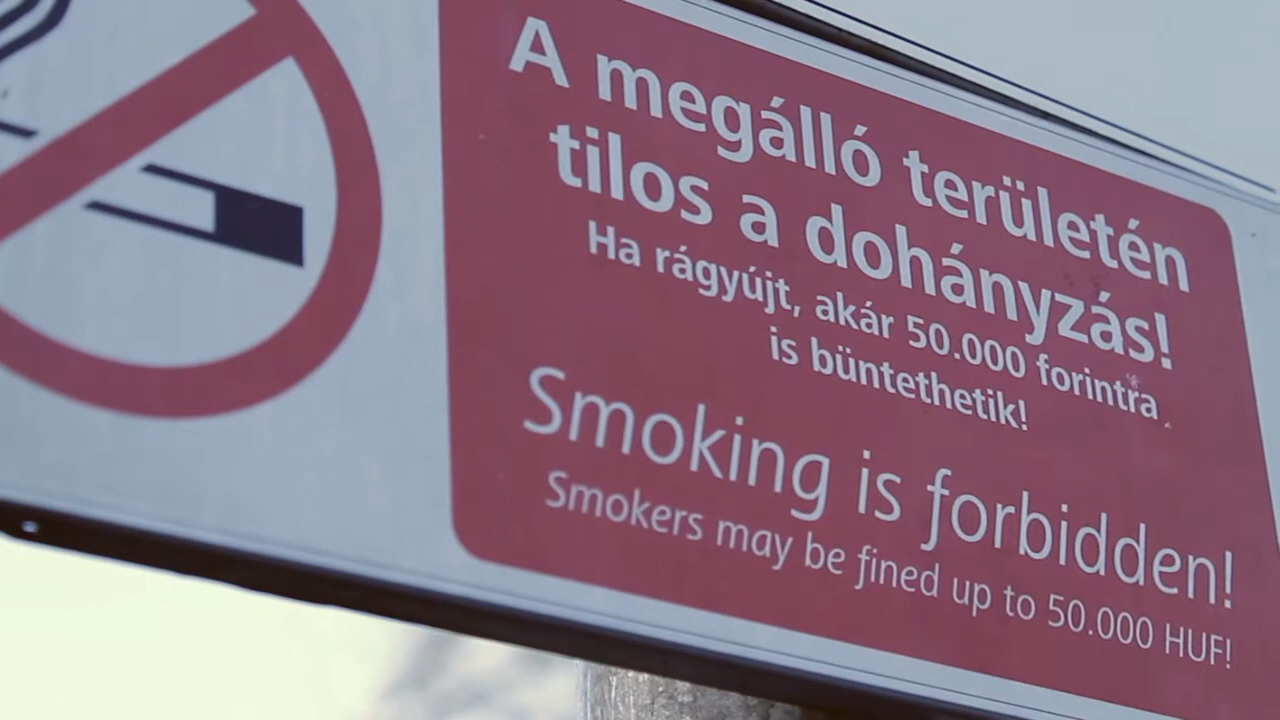 A megálló területén
tilos a dohányzás!
Ha rágyújt, akár 50.000 forintra
is büntethetik!
Smoking is forbidden!
Smokers may be fined up to 50.000 HUF!